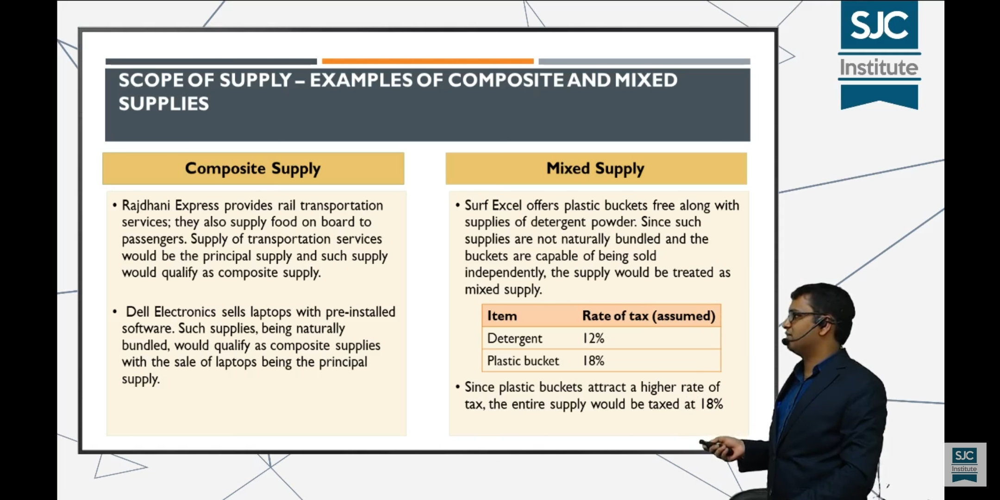 SJC
Institute
SCOPE OF SUPPLY – EXAMPLES OF COMPOSITE AND MIXED
SUPPLIES
Composite Supply
• Rajdhani Express provides rail transportation
services; they also supply food on board to
passengers. Supply of transportation services
would be the principal supply and such supply
would qualify as composite supply.
• Dell Electronics sells laptops with pre-installed
software. Such supplies, being naturally
bundled, would qualify as composite supplies
with the sale of laptops being the principal
supply.
Mixed Supply
• Surf Excel offers plastic buckets free along with
supplies of detergent powder. Since such
supplies are not naturally bundled and the
buckets are capable of being sold
independently, the supply would be treated as
mixed supply.
Item Rate of tax (assumed)
Detergent 12%
Plastic bucket 18%
• Since plastic buckets attract a higher rate of
tax, the entire supply would be taxed at 18%
SJC
Institute